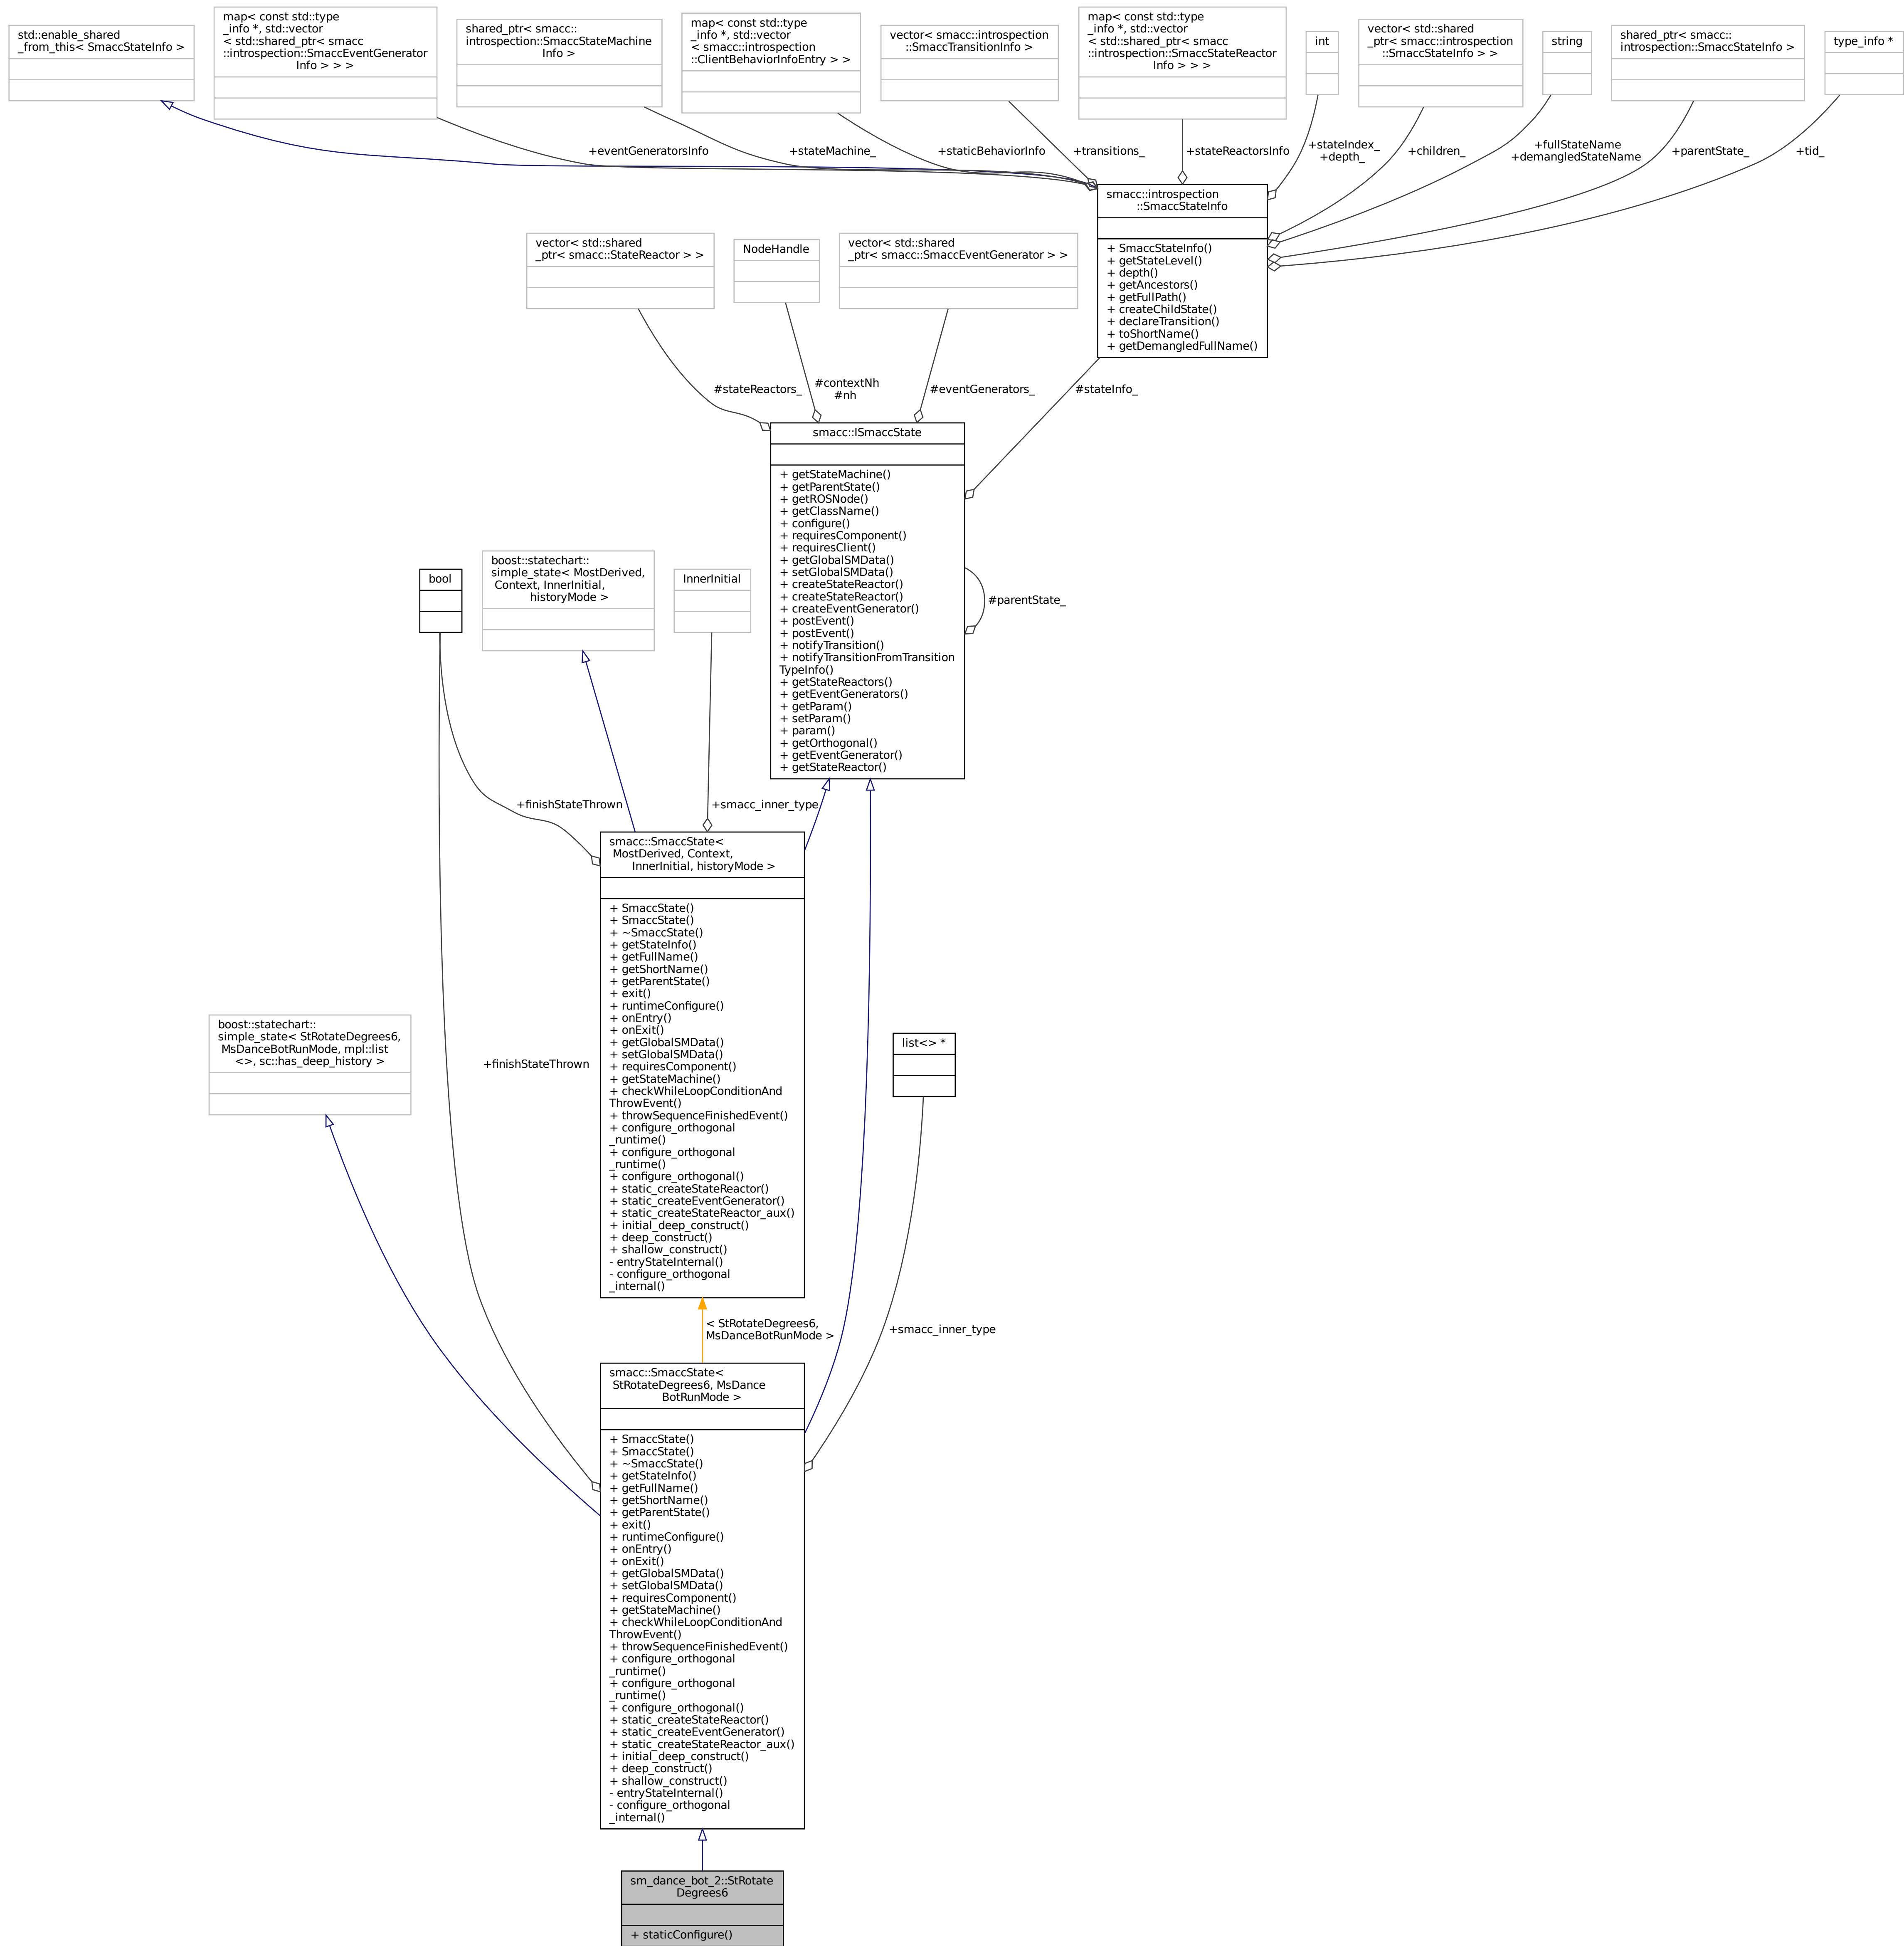 std::enable_shared
_from_this< SmaccStateInfo >
map< const std::type
_info *, std::vector
< std::shared_ptr< smacc
::introspection::SmaccEventGenerator
Info > > >
shared_ptr< smacc::
introspection::SmaccStateMachine
Info >
map< const std::type
_info *, std::vector
< smacc::introspection
::ClientBehaviorInfoEntry > >
vector< smacc::introspection
::SmaccTransitionInfo >
map< const std::type
_info *, std::vector
< std::shared_ptr< smacc
::introspection::SmaccStateReactor
Info > > >
int
vector< std::shared
_ptr< smacc::introspection
::SmaccStateInfo > >
string
shared_ptr< smacc::
introspection::SmaccStateInfo >
type_info *
+eventGeneratorsInfo
+stateMachine_
+staticBehaviorInfo
+transitions_
+stateReactorsInfo
+stateIndex_
+depth_
+children_
+fullStateName
+demangledStateName
+parentState_
+tid_
smacc::introspection
::SmaccStateInfo
+ SmaccStateInfo()
+ getStateLevel()
+ depth()
+ getAncestors()
+ getFullPath()
+ createChildState()
+ declareTransition()
+ toShortName()
+ getDemangledFullName()
vector< std::shared
_ptr< smacc::StateReactor > >
NodeHandle
vector< std::shared
_ptr< smacc::SmaccEventGenerator > >
#stateReactors_
#contextNh
#nh
#eventGenerators_
#stateInfo_
smacc::ISmaccState
+ getStateMachine()
+ getParentState()
+ getROSNode()
+ getClassName()
+ configure()
+ requiresComponent()
+ requiresClient()
+ getGlobalSMData()
+ setGlobalSMData()
+ createStateReactor()
+ createStateReactor()
+ createEventGenerator()
+ postEvent()
+ postEvent()
+ notifyTransition()
+ notifyTransitionFromTransition
TypeInfo()
+ getStateReactors()
+ getEventGenerators()
+ getParam()
+ setParam()
+ param()
+ getOrthogonal()
+ getEventGenerator()
+ getStateReactor()
#parentState_
bool
boost::statechart::
simple_state< MostDerived,
Context, InnerInitial,
historyMode >
InnerInitial
+finishStateThrown
+smacc_inner_type
smacc::SmaccState<
MostDerived, Context,
InnerInitial, historyMode >
+ SmaccState()
+ SmaccState()
+ ~SmaccState()
+ getStateInfo()
+ getFullName()
+ getShortName()
+ getParentState()
+ exit()
+ runtimeConfigure()
+ onEntry()
+ onExit()
+ getGlobalSMData()
+ setGlobalSMData()
+ requiresComponent()
+ getStateMachine()
+ checkWhileLoopConditionAnd
ThrowEvent()
+ throwSequenceFinishedEvent()
+ configure_orthogonal
_runtime()
+ configure_orthogonal
_runtime()
+ configure_orthogonal()
+ static_createStateReactor()
+ static_createEventGenerator()
+ static_createStateReactor_aux()
+ initial_deep_construct()
+ deep_construct()
+ shallow_construct()
- entryStateInternal()
- configure_orthogonal
_internal()
boost::statechart::
simple_state< StRotateDegrees6,
MsDanceBotRunMode, mpl::list
<>, sc::has_deep_history >
+finishStateThrown
list<> *
< StRotateDegrees6,
MsDanceBotRunMode >
+smacc_inner_type
smacc::SmaccState<
StRotateDegrees6, MsDance
BotRunMode >
+ SmaccState()
+ SmaccState()
+ ~SmaccState()
+ getStateInfo()
+ getFullName()
+ getShortName()
+ getParentState()
+ exit()
+ runtimeConfigure()
+ onEntry()
+ onExit()
+ getGlobalSMData()
+ setGlobalSMData()
+ requiresComponent()
+ getStateMachine()
+ checkWhileLoopConditionAnd
ThrowEvent()
+ throwSequenceFinishedEvent()
+ configure_orthogonal
_runtime()
+ configure_orthogonal
_runtime()
+ configure_orthogonal()
+ static_createStateReactor()
+ static_createEventGenerator()
+ static_createStateReactor_aux()
+ initial_deep_construct()
+ deep_construct()
+ shallow_construct()
- entryStateInternal()
- configure_orthogonal
_internal()
sm_dance_bot_2::StRotate
Degrees6
+ staticConfigure()